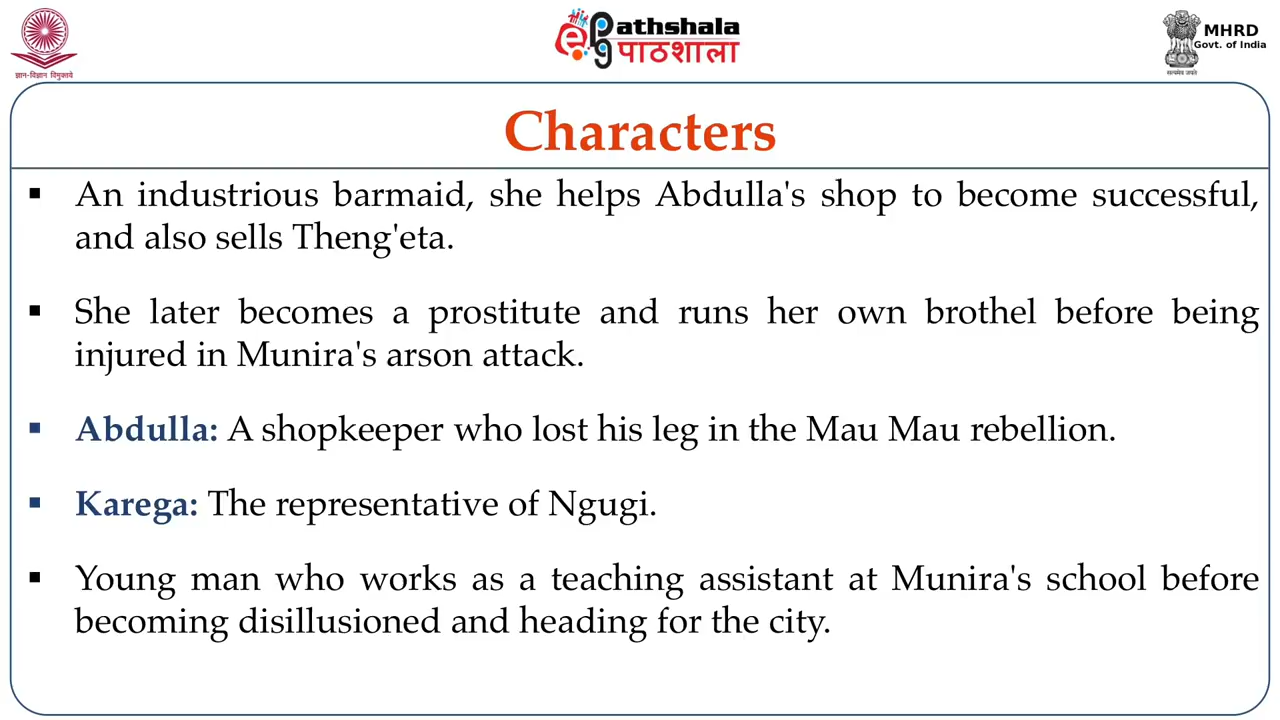 ज्ञान-विज्ञान विमुक्तये
ePathshala
पाठशाला
MHRD
Govt. of India
सत्यमेव जयते
Characters
▪ An industrious barmaid, she helps Abdulla's shop to become successful,
and also sells Theng'eta.
▪ She later becomes a prostitute and runs her own brothel before being
injured in Munira's arson attack.
▪ Abdulla: A shopkeeper who lost his leg in the Mau Mau rebellion.
▪ Karega: The representative of Ngugi.
▪ Young man who works as a teaching assistant at Munira's school before
becoming disillusioned and heading for the city.